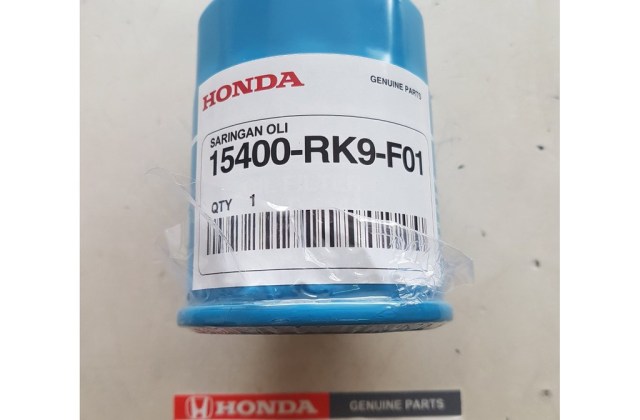 HONDA
GENUINE PARTS
SARINGAN OLI
15400-RK9-F01
QTY 1
HONDA GENUINE PARTS